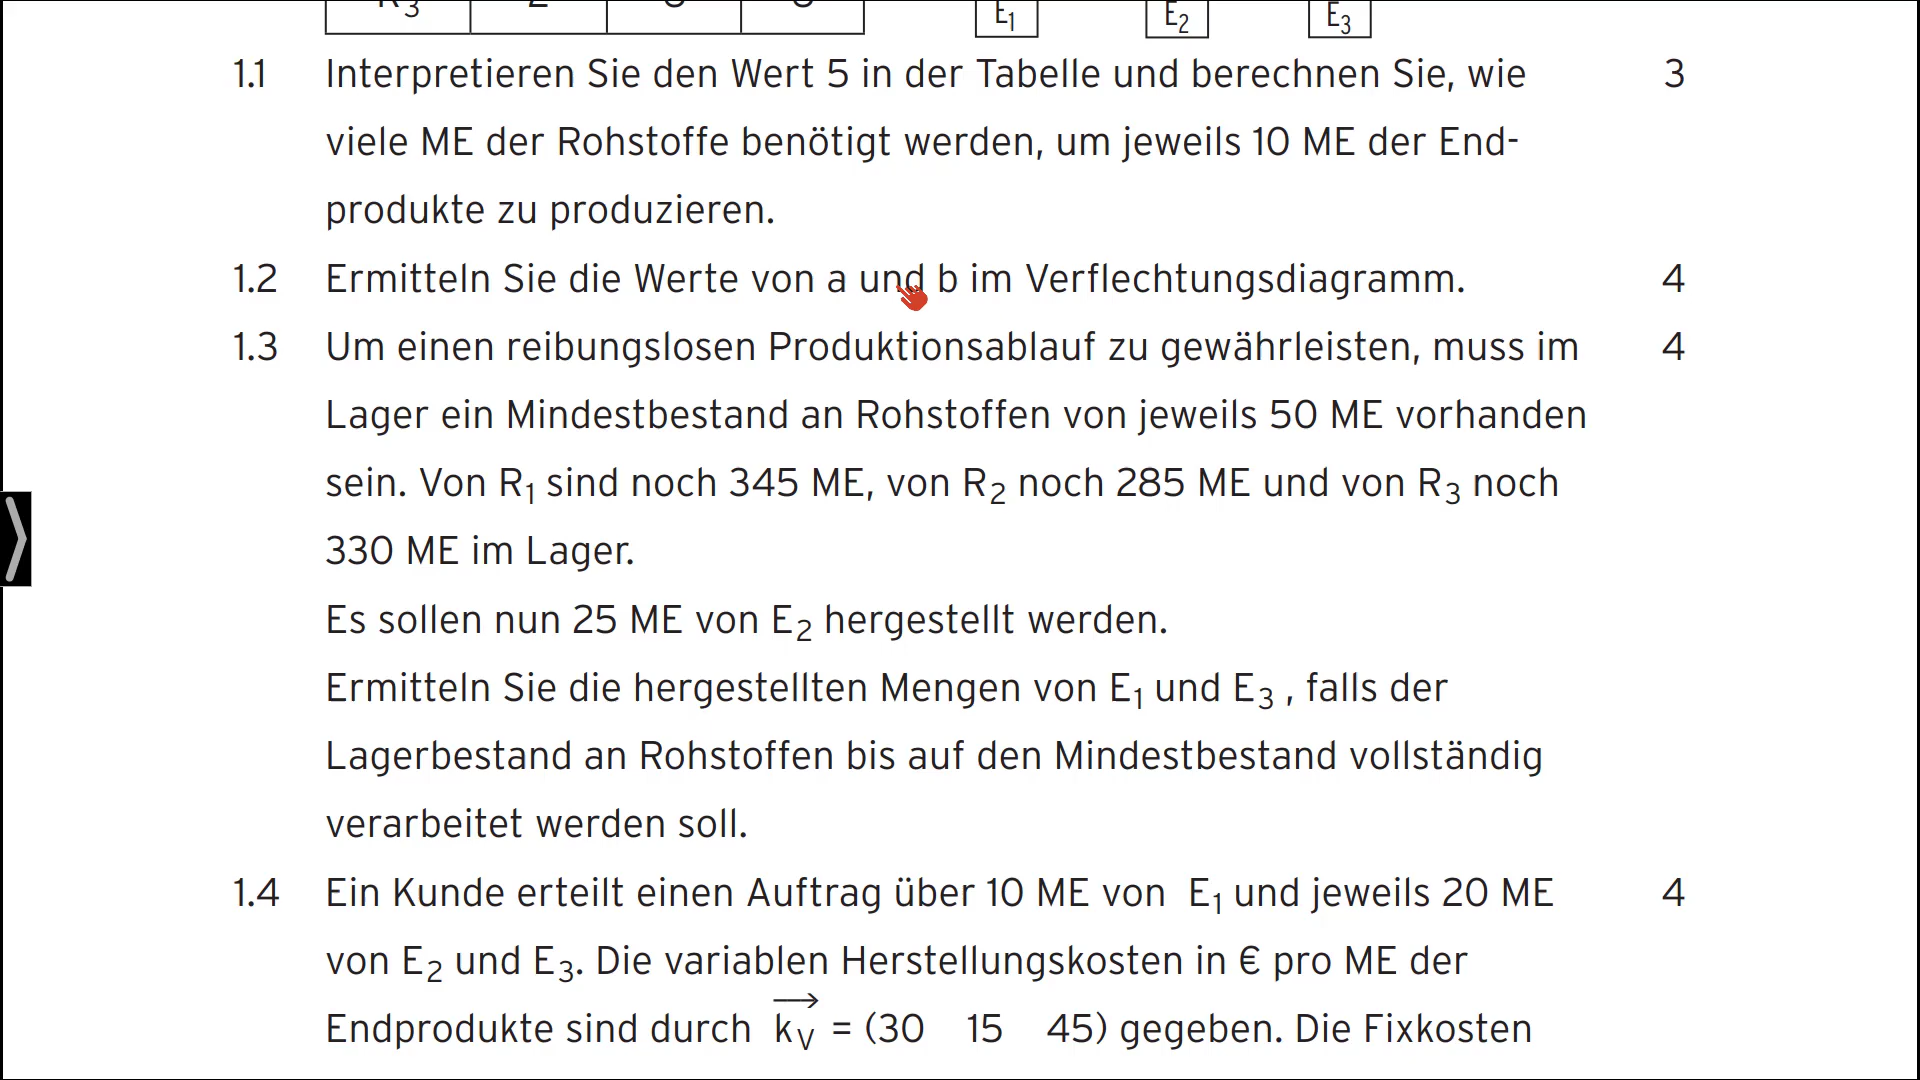 R3 2
E1 E2 E3
1.1 Interpretieren Sie den Wert 5 in der Tabelle und berechnen Sie, wie 3
viele ME der Rohstoffe benötigt werden, um jeweils 10 ME der End-
produkte zu produzieren.
1.2 Ermitteln Sie die Werte von a und b im Verflechtungsdiagramm. 4
1.3 Um einen reibungslosen Produktionsablauf zu gewährleisten, muss im 4
Lager ein Mindestbestand an Rohstoffen von jeweils 50 ME vorhanden
sein. Von R1 sind noch 345 ME, von R2 noch 285 ME und von R3 noch
330 ME im Lager.
Es sollen nun 25 ME von E2 hergestellt werden.
Ermitteln Sie die hergestellten Mengen von E1 und E3 , falls der
Lagerbestand an Rohstoffen bis auf den Mindestbestand vollständig
verarbeitet werden soll.
1.4 Ein Kunde erteilt einen Auftrag über 10 ME von E1 und jeweils 20 ME 4
von E2 und E3. Die variablen Herstellungskosten in € pro ME der
Endprodukte sind durch kV = (30 15 45) gegeben. Die Fixkosten